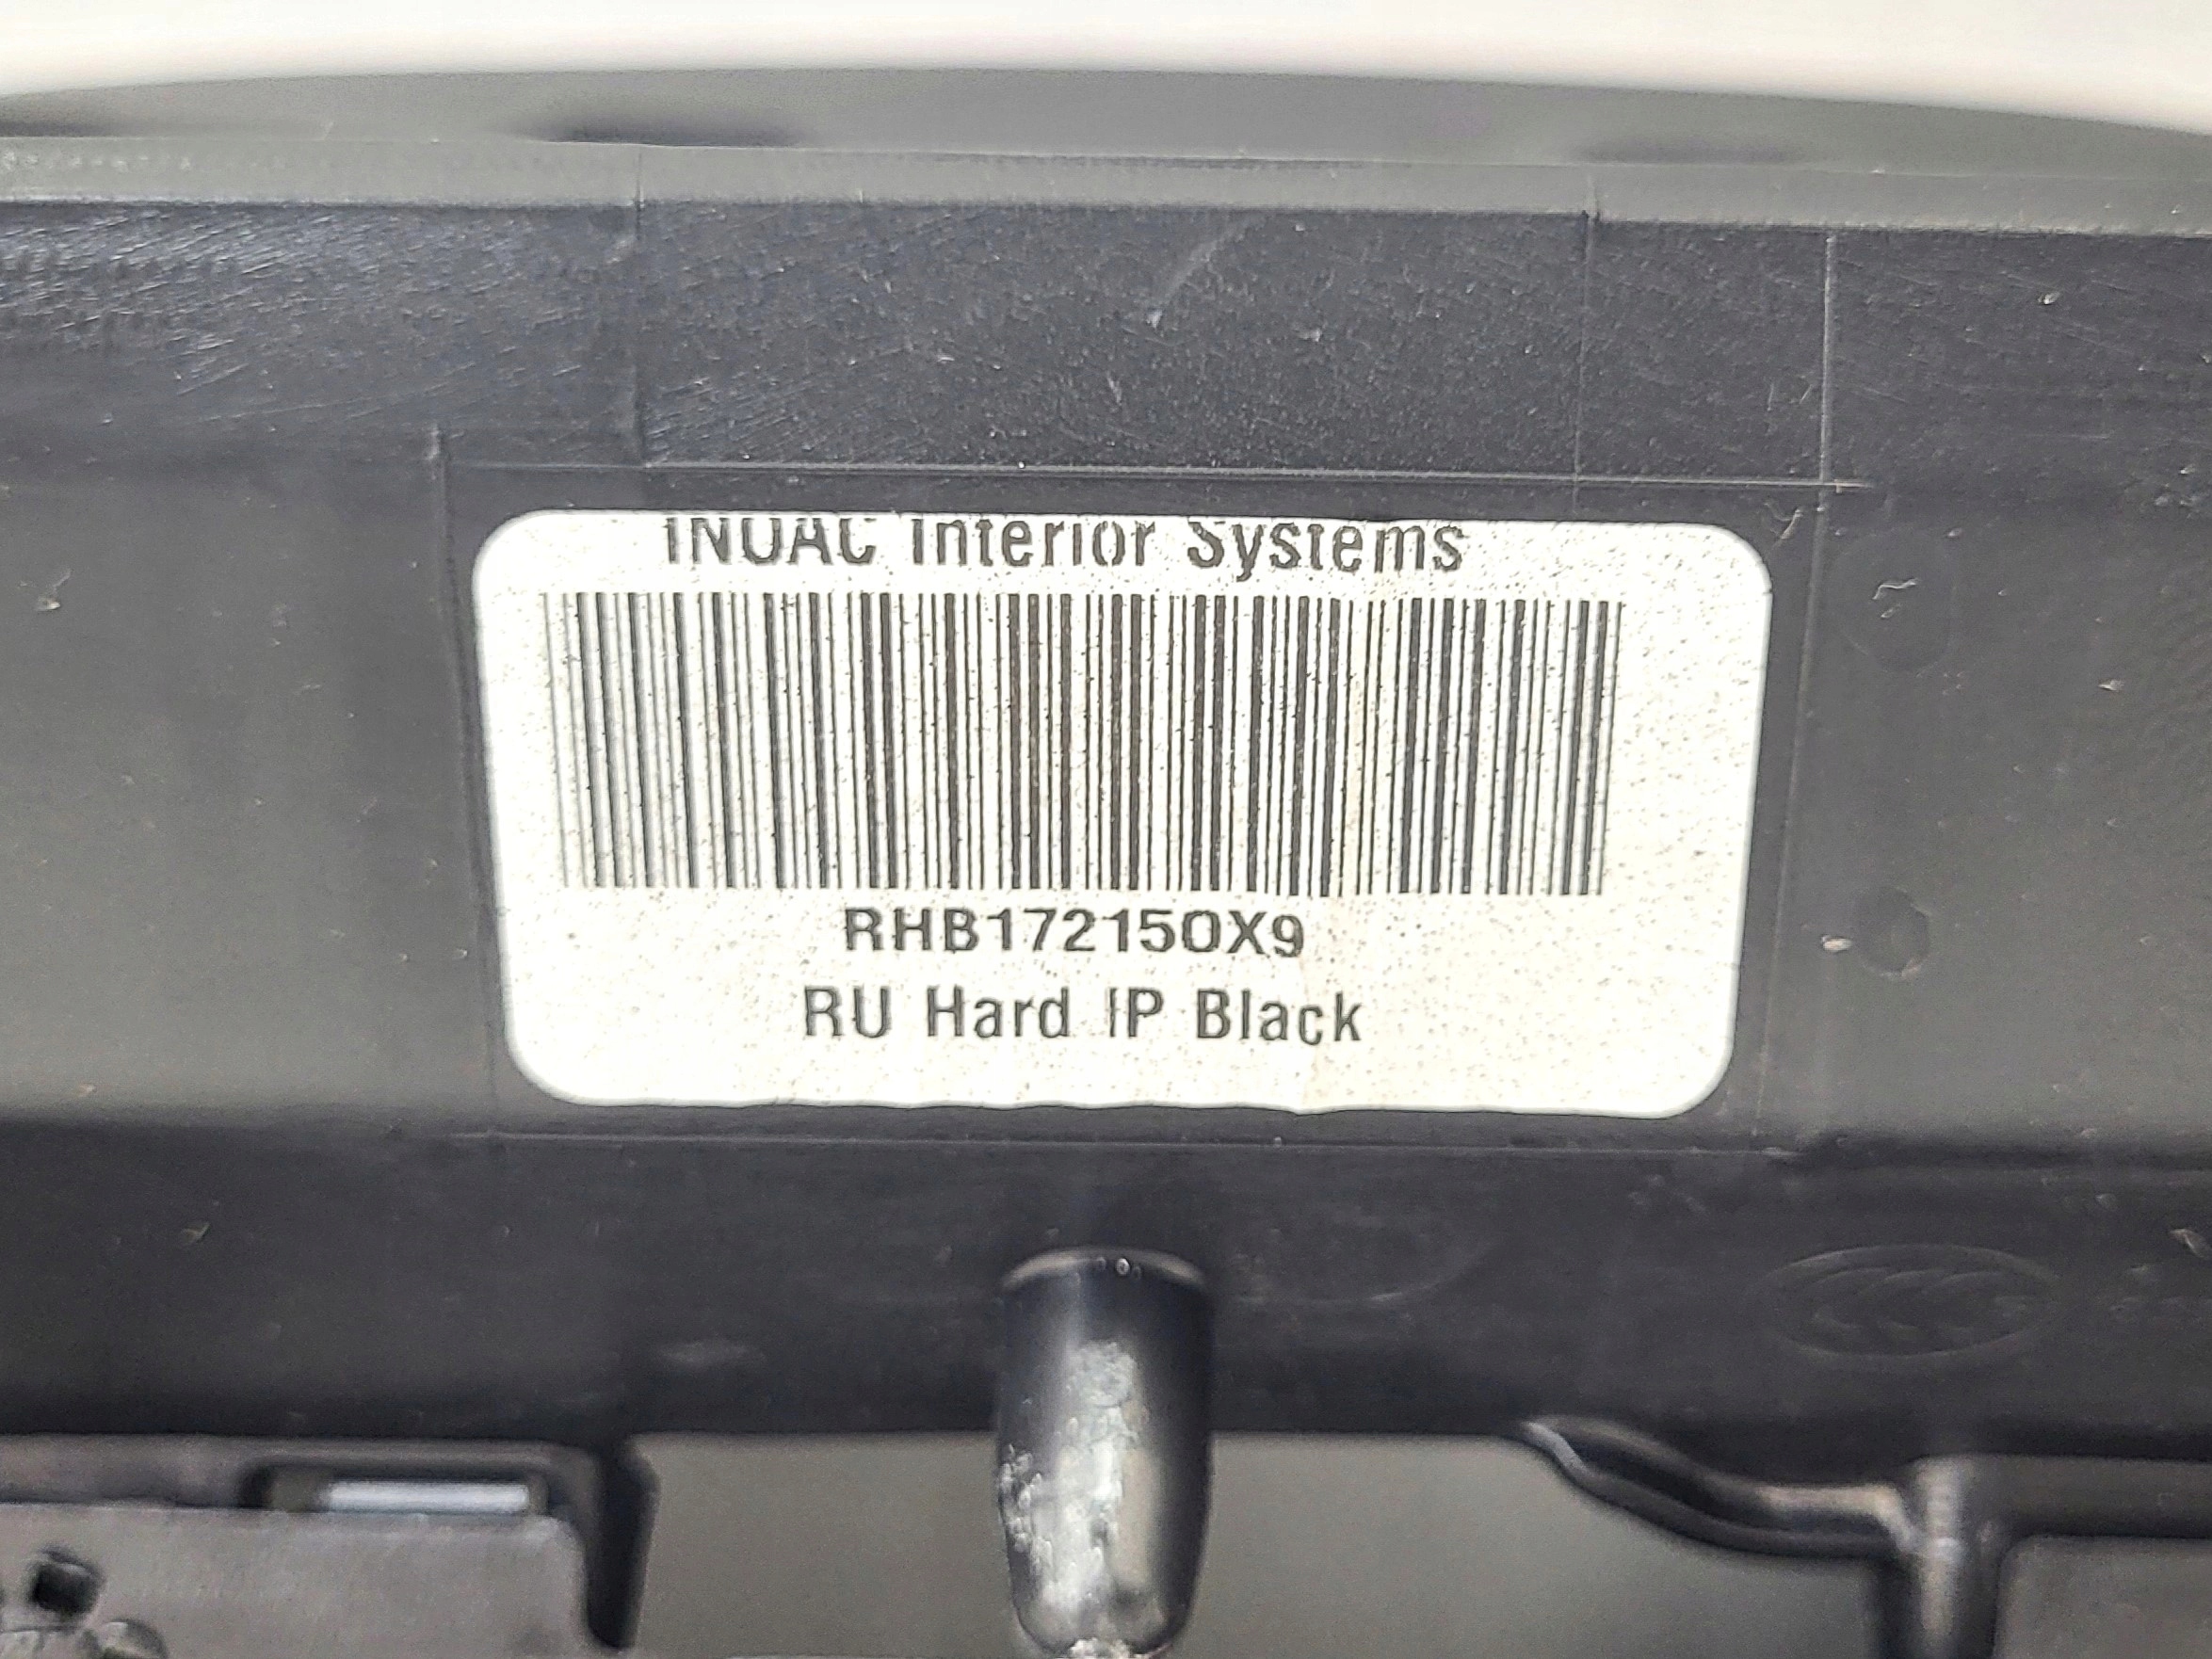 INOAC Interior Systems
RHB172150X9
RU Hard IP Black